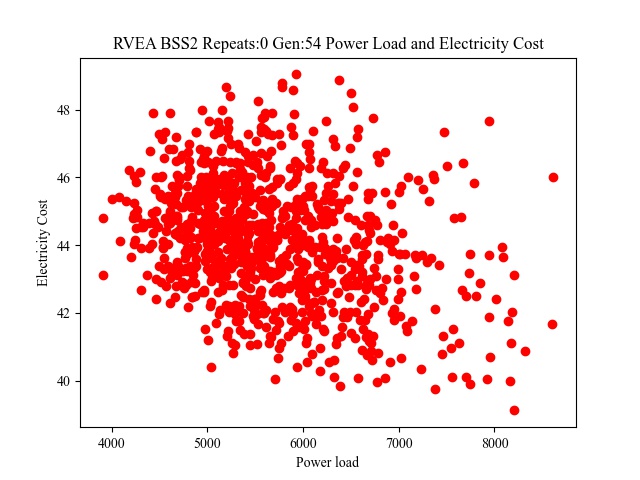 RVEA BSS2 Repeats:0 Gen:54 Power Load and Electricity Cost
48
46
44
42
40
Electricity Cost
4000 5000 6000 7000 8000
Power load